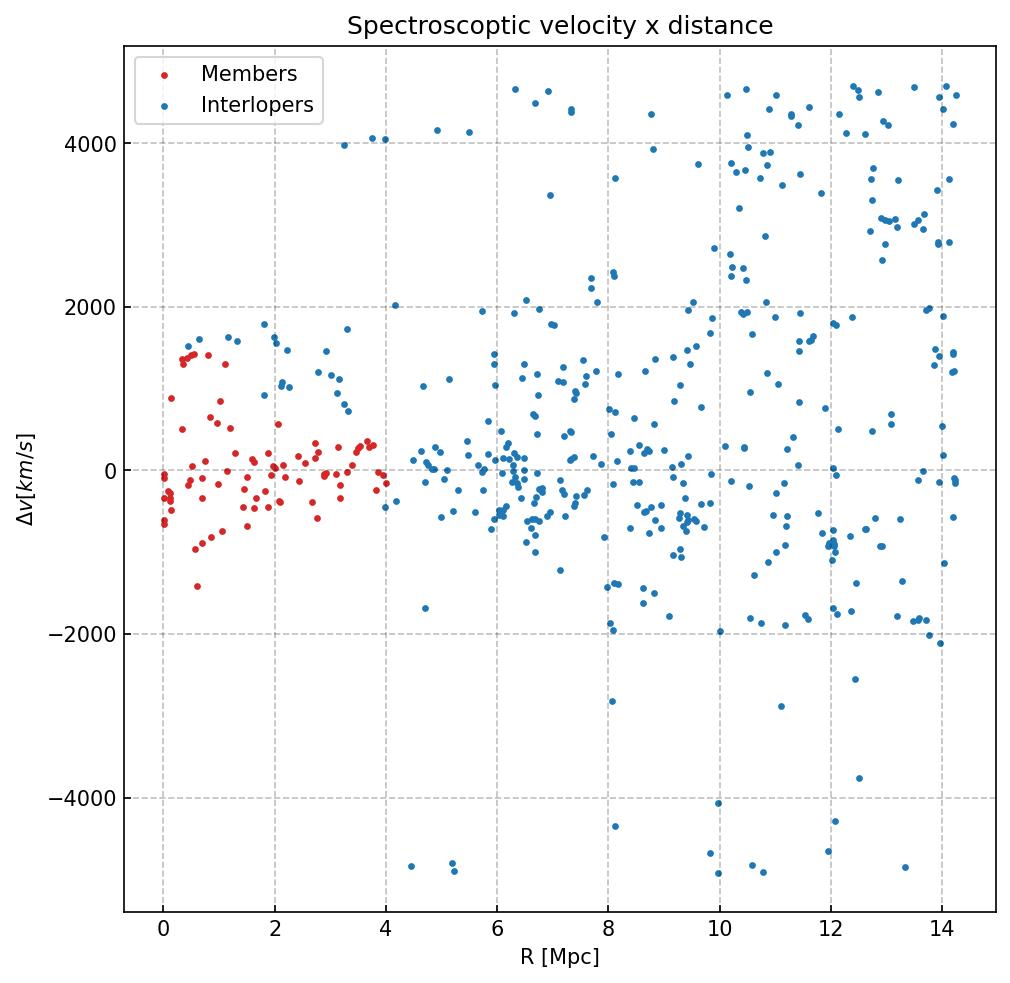 Spectroscoptic velocity x distance
Members
Interlopers
4000
2000
0
−2000
−4000
Δv[km/s]
0 2 4 6 8 10 12 14
R [Mpc]